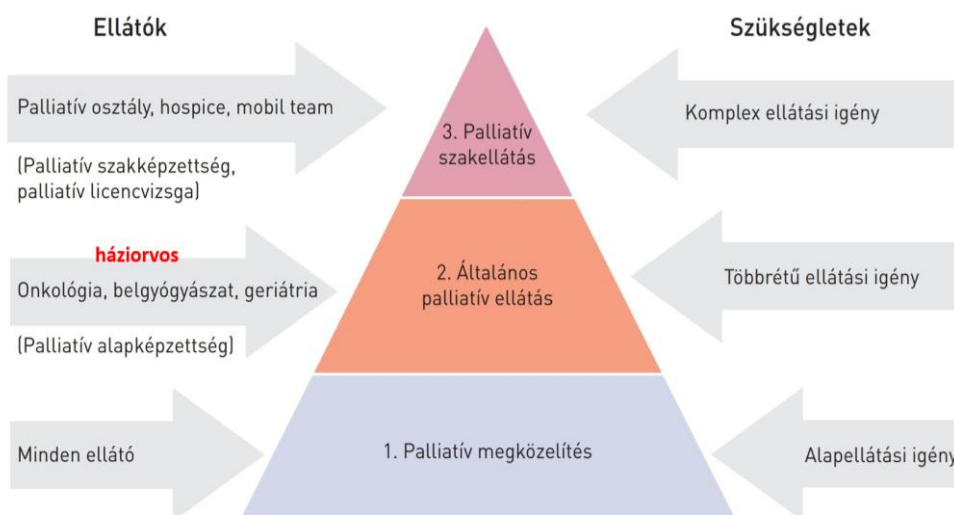 Ellátók
Szükségletek
Palliatív osztály, hospice, mobil team
(Palliatív szakképzettség,
palliatív licencvizsga)
3. Palliatív
szakellátás
Komplex ellátási igény
háziorvos
Onkológia, belgyógyászat, geriátria
(Palliatív alapképzettség)
2. Általános
palliatív ellátás
Többrétű ellátási igény
Minden ellátó
1. Palliatív megközelítés
Alapellátási igény